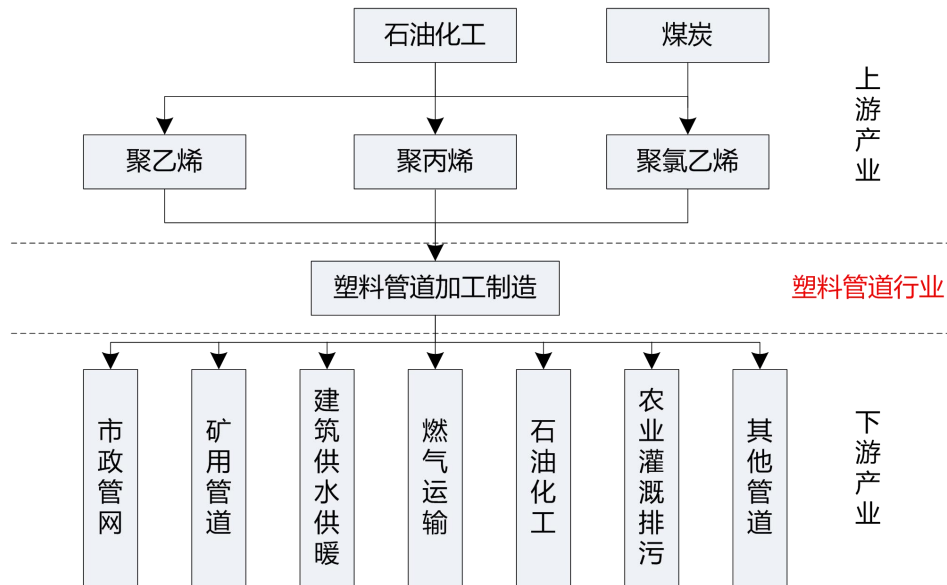 石油化工
煤炭
上游产业
聚乙烯
聚丙烯
聚氯乙烯
塑料管道加工制造
塑料管道行业
市政管网
矿用管道
建筑供水供暖
燃气运输
石油化工
农业灌溉排污
其他管道
下游产业